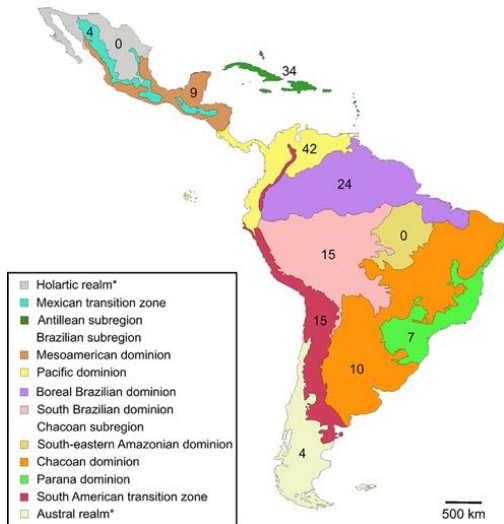 4
0
34
9
42
24
0
15
15
7
10
4
Holartic realm*
Mexican transition zone
Antillean subregion
Brazilian subregion
Mesoamerican dominion
Pacific dominion
Boreal Brazilian dominion
South Brazilian dominion
Chacoan subregion
South-eastern Amazonian dominion
Chacoan dominion
Parana dominion
South American transition zone
Austral realm*
500 km